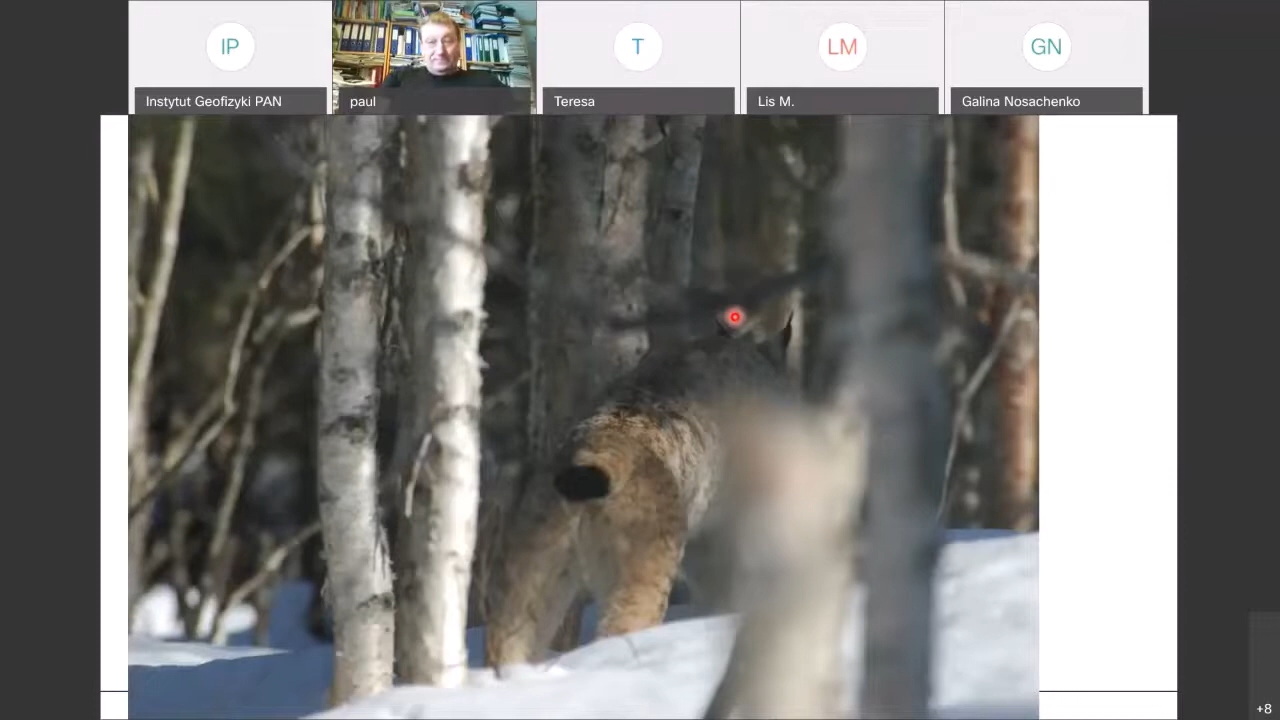 IP
T
LM
GN
Instytut Geofizyki PAN
paul
Teresa
Lis M.
Galina Nosachenko
+8